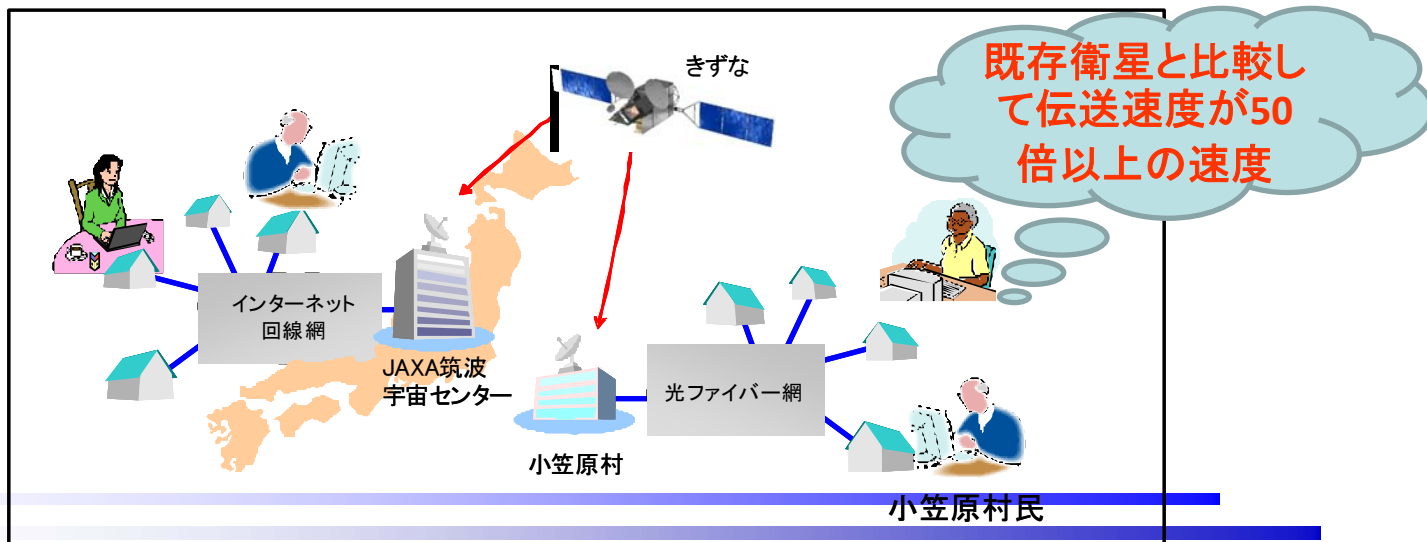 きずな
既存衛星と比較し
て伝送速度が50
倍以上の速度
インターネット
回線網
JAXA筑波
宇宙センター
光ファイバー網
小笠原村
小笠原村民